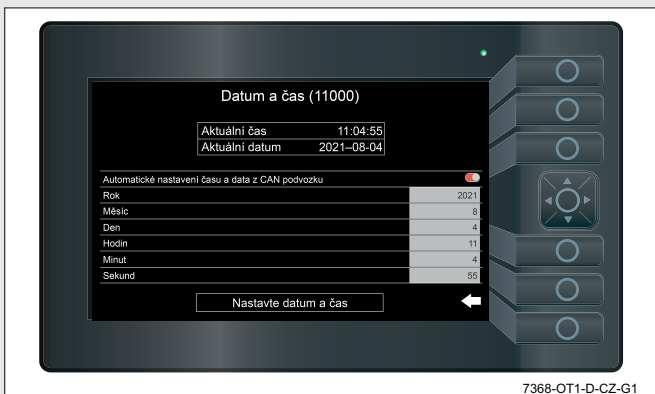 Datum a čas (11000)
Aktuální čas 11:04:55
Aktuální datum 2021–08-04
Automatické nastavení času a data z CAN podvozku
Rok 2021
Měsíc 8
Den 4
Hodin 11
Minut 4
Sekund 55
Nastavte datum a čas
7368-OT1-D-CZ-G1